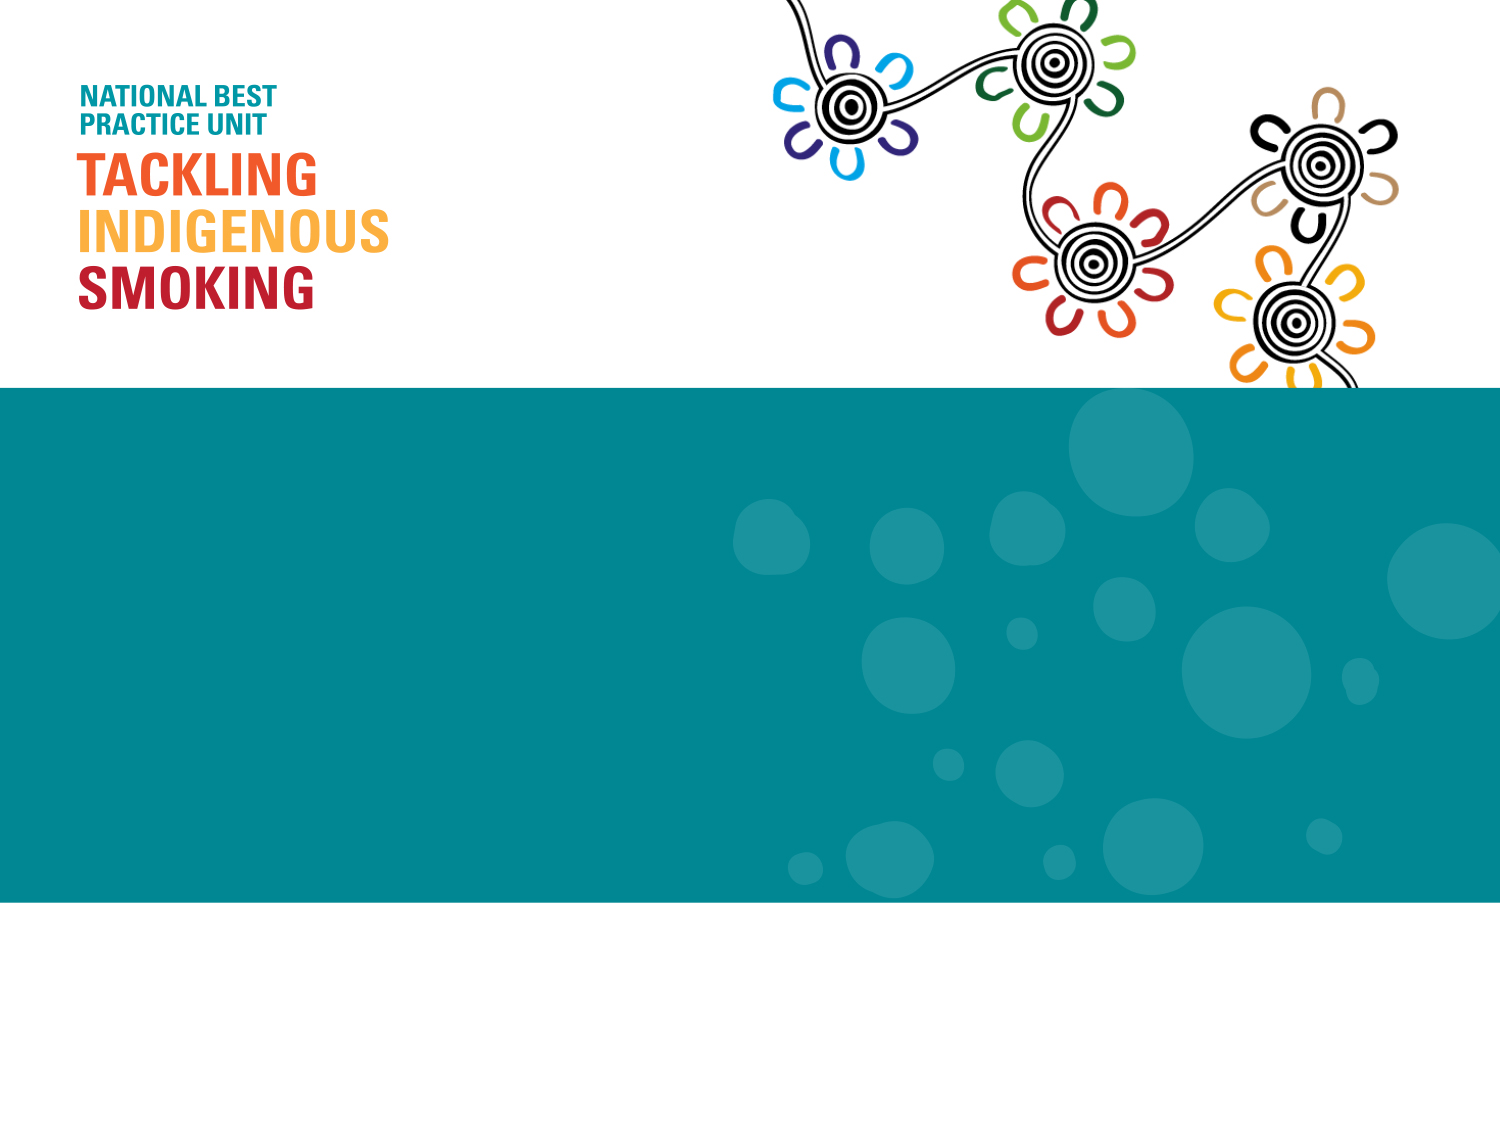 NATIONAL BEST
PRACTICE UNIT
TACKLING
INDIGENOUS
SMOKING